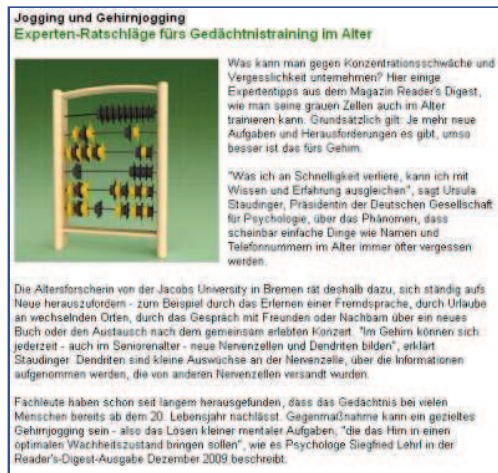 Jogging und Gehirnjogging
Experten-Ratschläge fürs Gedächtnistraining im Alter
Was kann man gegen Konzentrationsschwäche und
Vergesslichkeit unternehmen? Hier einige
Expertentipps aus dem Magazin Reader's Digest,
wie man seine grauen Zellen auch im Alter
trainieren kann. Grundsätzlich gilt: Je mehr neue
Aufgaben und Herausforderungen es gibt, umso
besser ist das fürs Gehirn.
"Was ich an Schnelligkeit verliere, kann ich mit
Wissen und Erfahrung ausgleichen", sagt Ursula
Staudinger, Präsidentin der Deutschen Gesellschaft
für Psychologie, über das Phänomen, dass
scheinbar einfache Dinge wie Namen und
Telefonnummern im Alter immer öfter vergessen
werden.
Die Altersforscherin von der Jacobs University in Bremen rät deshalb dazu, sich ständig aufs
Neue herauszufordern - zum Beispiel durch das Erlernen einer Fremdsprache, durch Urlaube
an wechselnden Orten, durch das Gespräch mit Freunden oder Nachbarn über ein neues
Buch oder den Austausch nach dem gemeinsam erlebten Konzert. "Im Gehirn können sich
jederzeit - auch im Seniorenalter - neue Nervenzellen und Dendriten bilden", erklärt
Staudinger. Dendriten sind kleine Auswüchse an der Nervenzelle, über die Informationen
aufgenommen werden, die von anderen Nervenzellen versandt wurden.
Fachleute haben schon seit langem herausgefunden, dass das Gedächtnis bei vielen
Menschen bereits ab dem 20. Lebensjahr nachlässt. Gegenmaßnahme kann ein gezieltes
Gehirnjogging sein - also das Lösen kleiner mentaler Aufgaben, "die das Hirn in einen
optimalen Wachheitszustand bringen sollen", wie es Psychologe Siegfried Lehrl in der
Reader's-Digest-Ausgabe Dezember 2009 beschreibt.